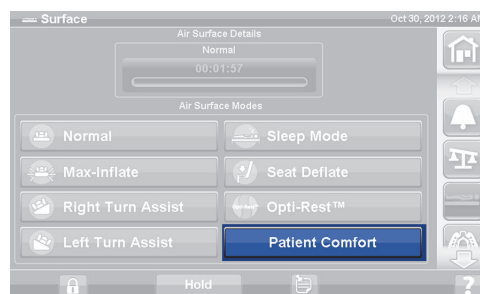 Surface Oct 30, 2012 2:16 AM
Air Surface Details
Normal
00:01:57
Air Surface Modes
Normal
Sleep Mode
Max-Inflate
Seat Deflate
Right Turn Assist
Opti-Rest™
Left Turn Assist
Patient Comfort
Hold
?